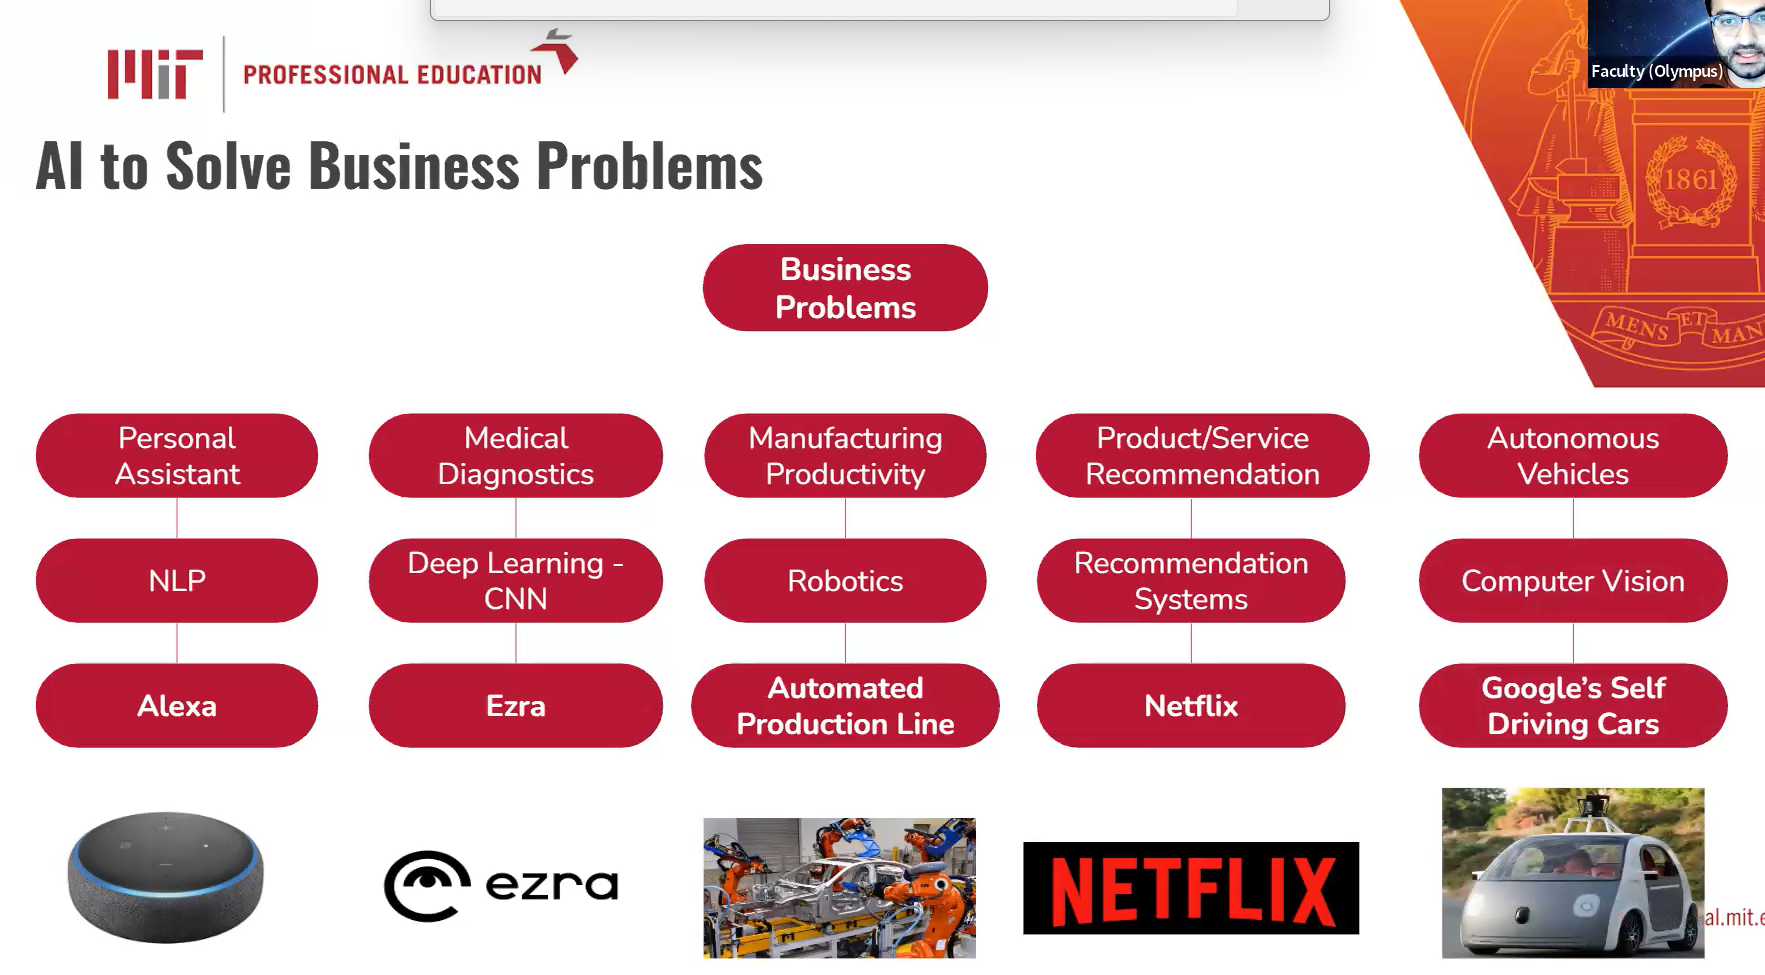 Faculty (Olympus)
MIT
PROFESSIONAL EDUCATION
AI to Solve Business Problems
1861
MENS ET MAN
Business
Problems
Personal
Assistant
Medical
Diagnostics
Manufacturing
Productivity
Product/Service
Recommendation
Autonomous
Vehicles
NLP
Deep Learning -
CNN
Robotics
Recommendation
Systems
Computer Vision
Alexa
Ezra
Automated
Production Line
Netflix
Google's Self
Driving Cars
ezra
NETFLIX
al.mit.e